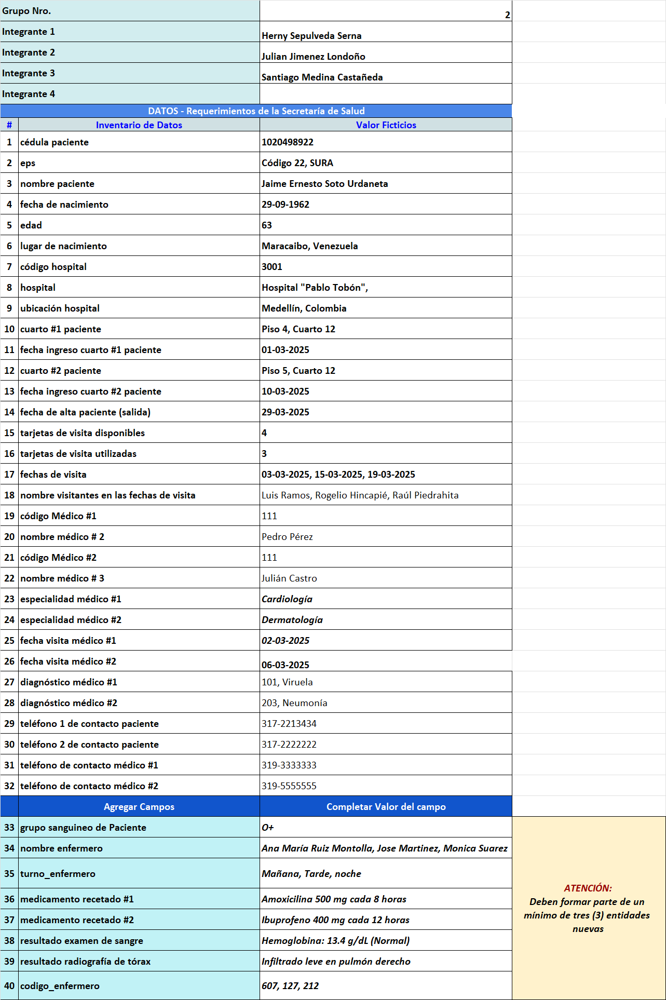 Grupo Nro. 2
Integrante 1 Herny Sepulveda Serna
Integrante 2 Julian Jimenez Londoño
Integrante 3 Santiago Medina Castañeda
Integrante 4
DATOS - Requerimientos de la Secretaría de Salud
# Inventario de Datos Valor Ficticios
1 cédula paciente 1020498922
2 eps Código 22, SURA
3 nombre paciente Jaime Ernesto Soto Urdaneta
4 fecha de nacimiento 29-09-1962
5 edad 63
6 lugar de nacimiento Maracaibo, Venezuela
7 código hospital 3001
8 hospital Hospital "Pablo Tobón",
9 ubicación hospital Medellín, Colombia
10 cuarto #1 paciente Piso 4, Cuarto 12
11 fecha ingreso cuarto #1 paciente 01-03-2025
12 cuarto #2 paciente Piso 5, Cuarto 12
13 fecha ingreso cuarto #2 paciente 10-03-2025
14 fecha de alta paciente (salida) 29-03-2025
15 tarjetas de visita disponibles 4
16 tarjetas de visita utilizadas 3
17 fechas de visita 03-03-2025, 15-03-2025, 19-03-2025
18 nombre visitantes en las fechas de visita Luis Ramos, Rogelio Hincapié, Raúl Piedrahita
19 código Médico #1 111
20 nombre médico # 2 Pedro Pérez
21 código Médico #2 111
22 nombre médico # 3 Julián Castro
23 especialidad médico #1 Cardiología
24 especialidad médico #2 Dermatología
25 fecha visita médico #1 02-03-2025
26 fecha visita médico #2 06-03-2025
27 diagnóstico médico #1 101, Viruela
28 diagnóstico médico #2 203, Neumonía
29 teléfono 1 de contacto paciente 317-2213434
30 teléfono 2 de contacto paciente 317-2222222
31 teléfono de contacto médico #1 319-3333333
32 teléfono de contacto médico #2 319-5555555
Agregar Campos Completar Valor del campo
33 grupo sanguineo de Paciente O+
34 nombre enfermero Ana María Ruiz Montolla, Jose Martinez, Monica Suarez
35 turno_enfermero Mañana, Tarde, noche
36 medicamento recetado #1 Amoxicilina 500 mg cada 8 horas
37 medicamento recetado #2 Ibuprofeno 400 mg cada 12 horas
38 resultado examen de sangre Hemoglobina: 13.4 g/dL (Normal)
39 resultado radiografía de tórax Infiltrado leve en pulmón derecho
40 codigo_enfermero 607, 127, 212
ATENCIÓN:
Deben formar parte de un
mínimo de tres (3) entidades
nuevas